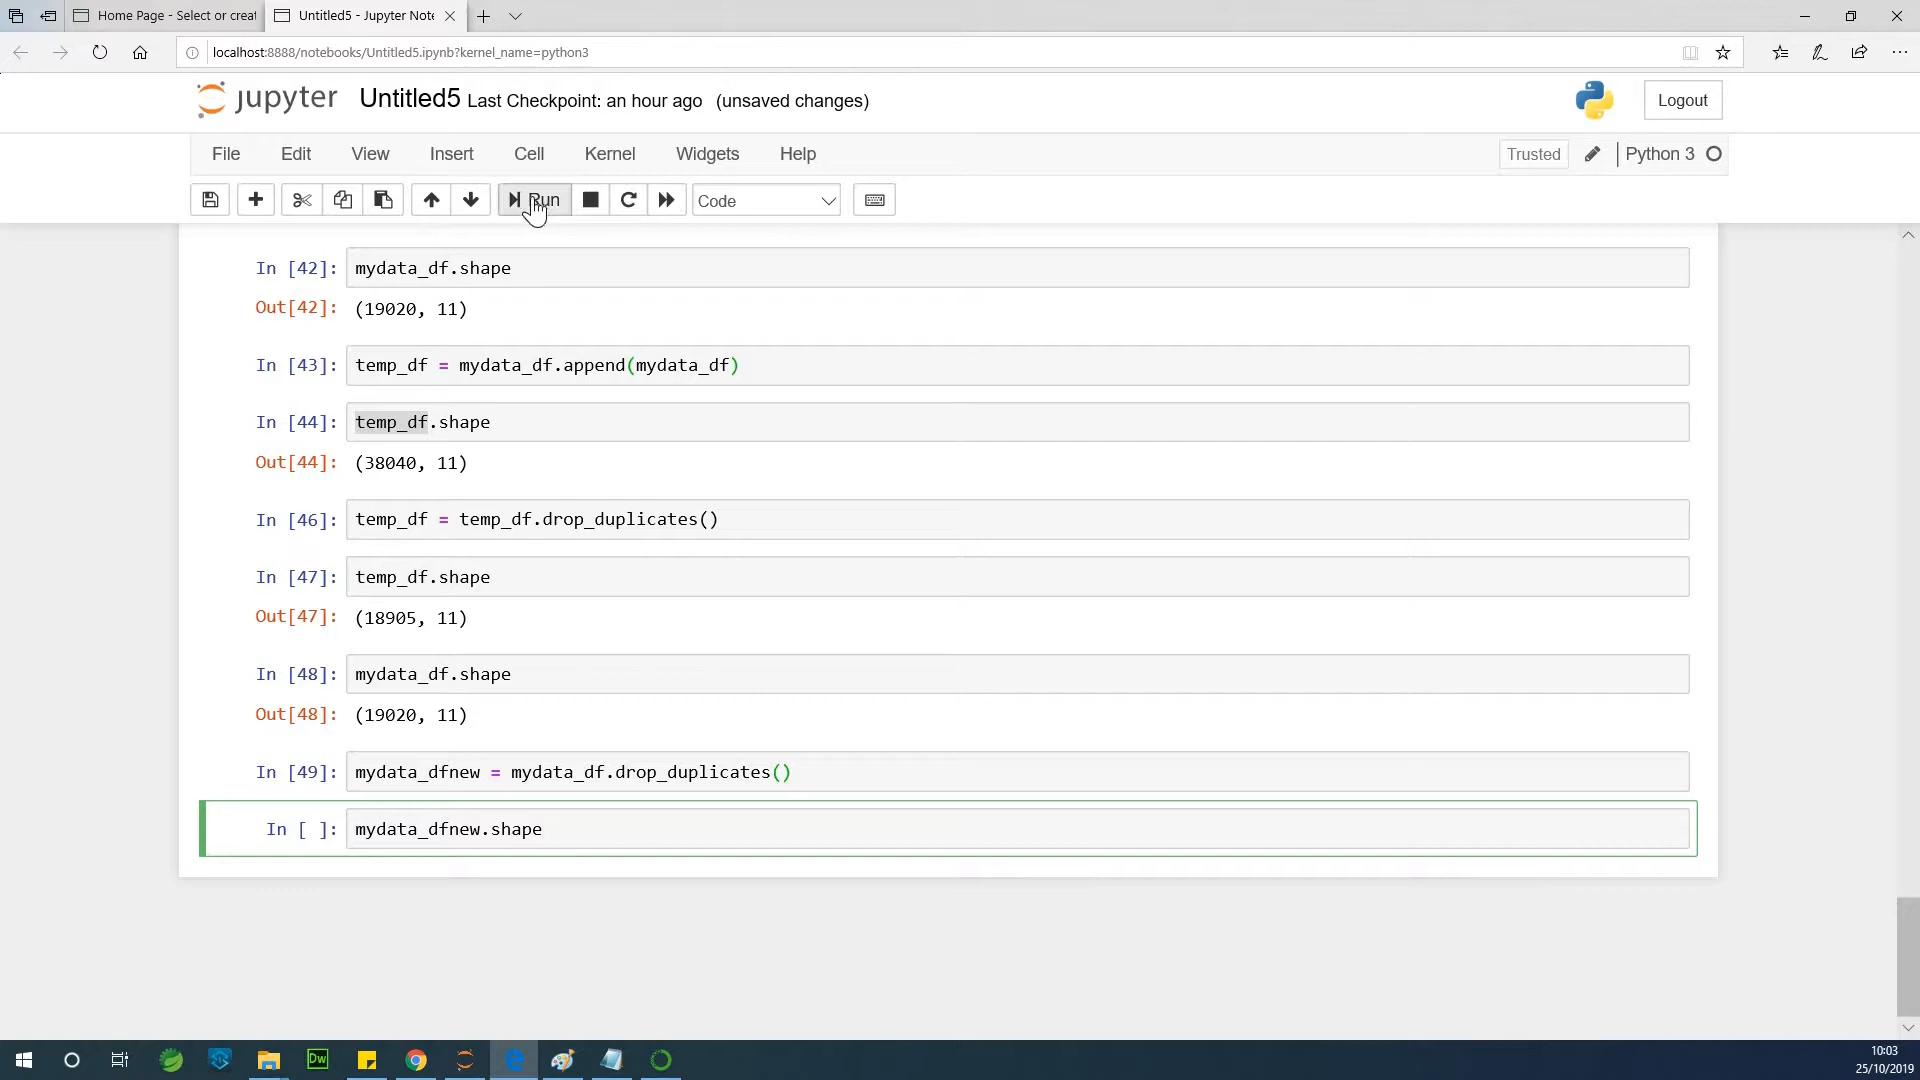 Home Page - Select or creat
Untitled5 - Jupyter Note
localhost:8888/notebooks/Untitled5.ipynb?kernel_name=python3
jupyter Untitled5 Last Checkpoint: an hour ago (unsaved changes)
Logout
File Edit View Insert Cell Kernel Widgets Help
Trusted
Python 3
Run
Code
In [42]: mydata_df.shape
Out[42]: (19020, 11)
In [43]: temp_df = mydata_df.append(mydata_df)
In [44]: temp_df.shape
Out[44]: (38040, 11)
In [46]: temp_df = temp_df.drop_duplicates()
In [47]: temp_df.shape
Out[47]: (18905, 11)
In [48]: mydata_df.shape
Out[48]: (19020, 11)
In [49]: mydata_dfnew = mydata_df.drop_duplicates()
In [ ]: mydata_dfnew.shape
Dw
10:03
25/10/2019